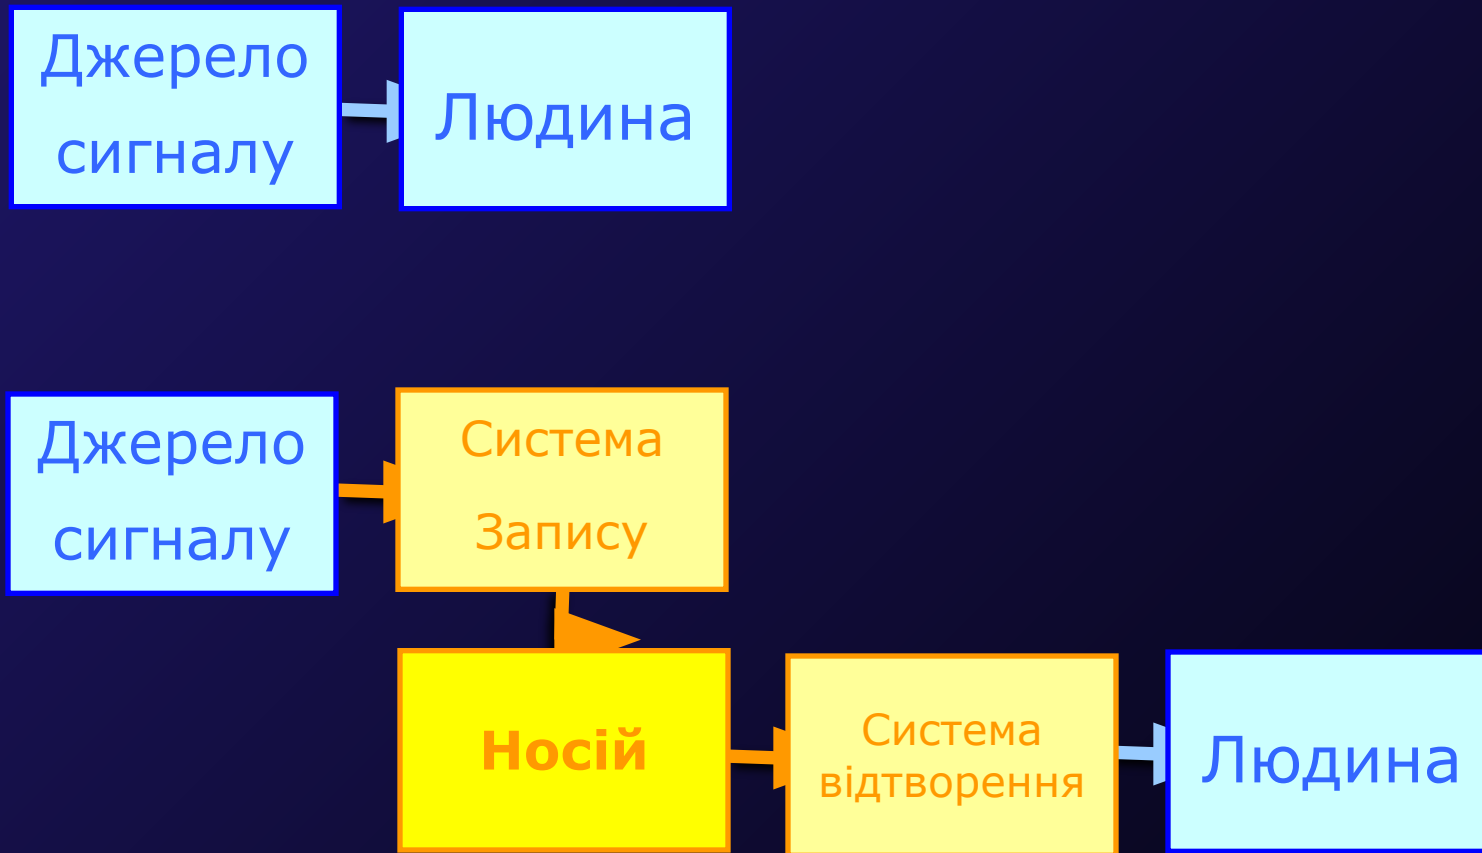 Джерело
сигналу
Людина
Джерело
сигналу
Система
Запису
Носій
Система
відтворення
Людина